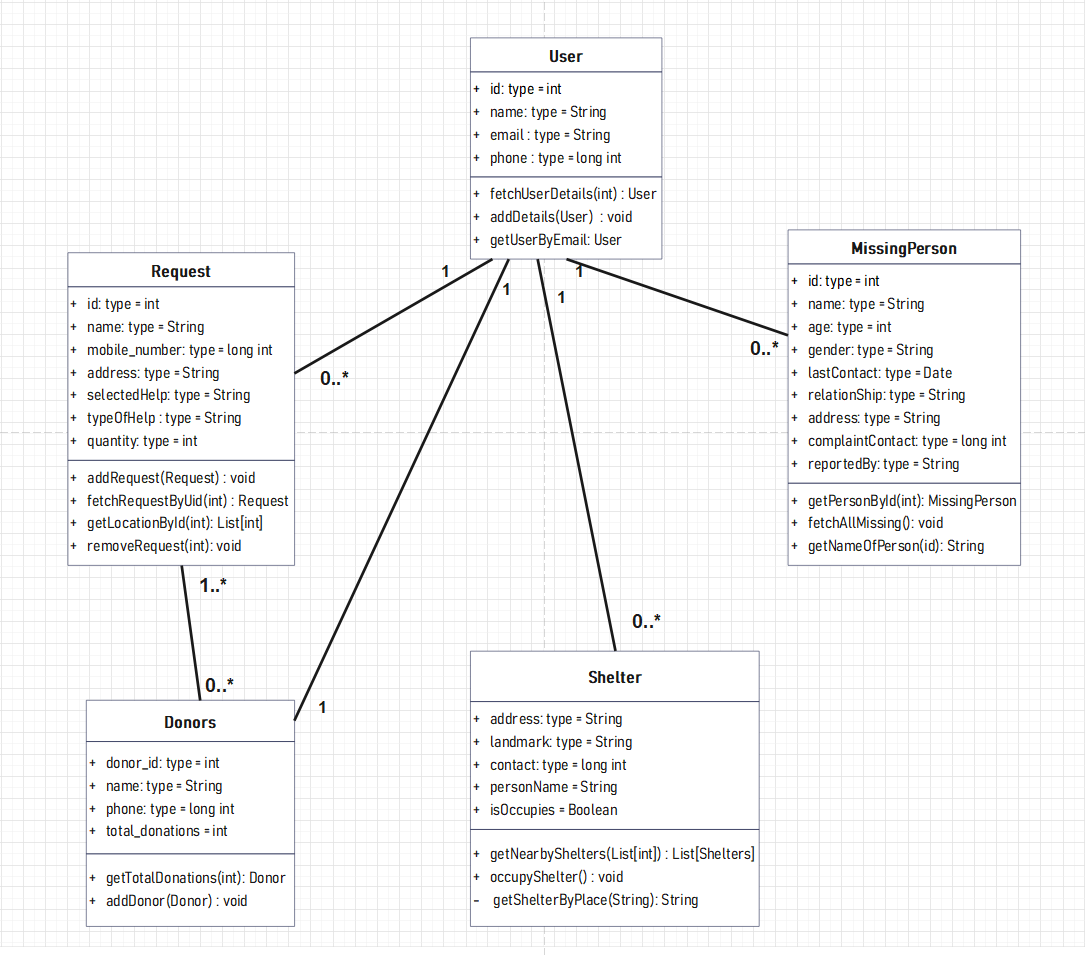 User
+ id: type = int
+ name: type = String
+ email : type = String
+ phone : type = long int
+ fetchUserDetails(int) : User
+ addDetails(User) : void
+ getUserByEmail: User
Request
+ id: type = int
+ name: type = String
+ mobile_number: type = long int
+ address: type = String
+ selectedHelp: type = String
+ typeOfHelp : type = String
+ quantity: type = int
+ addRequest(Request) : void
+ fetchRequestByUid(int) : Request
+ getLocationById(int): List[int]
+ removeRequest(int): void
MissingPerson
+ id: type = int
+ name: type = String
+ age: type = int
+ gender: type = String
+ lastContact: type = Date
+ relationShip: type = String
+ address: type = String
+ complaintContact: type = long int
+ reportedBy: type = String
+ getPersonById(int): MissingPerson
+ fetchAllMissing(): void
+ getNameOfPerson(id): String
1
1
1
1
0..*
0..*
1..*
0..*
0..*
1
Donors
+ donor_id: type = int
+ name: type = String
+ phone: type = long int
+ total_donations = int
+ getTotalDonations(int): Donor
+ addDonor(Donor) : void
Shelter
+ address: type = String
+ landmark: type = String
+ contact: type = long int
+ personName = String
+ isOccupies = Boolean
+ getNearbyShelters(List[int]) : List[Shelters]
+ occupyShelter() : void
- getShelterByPlace(String): String